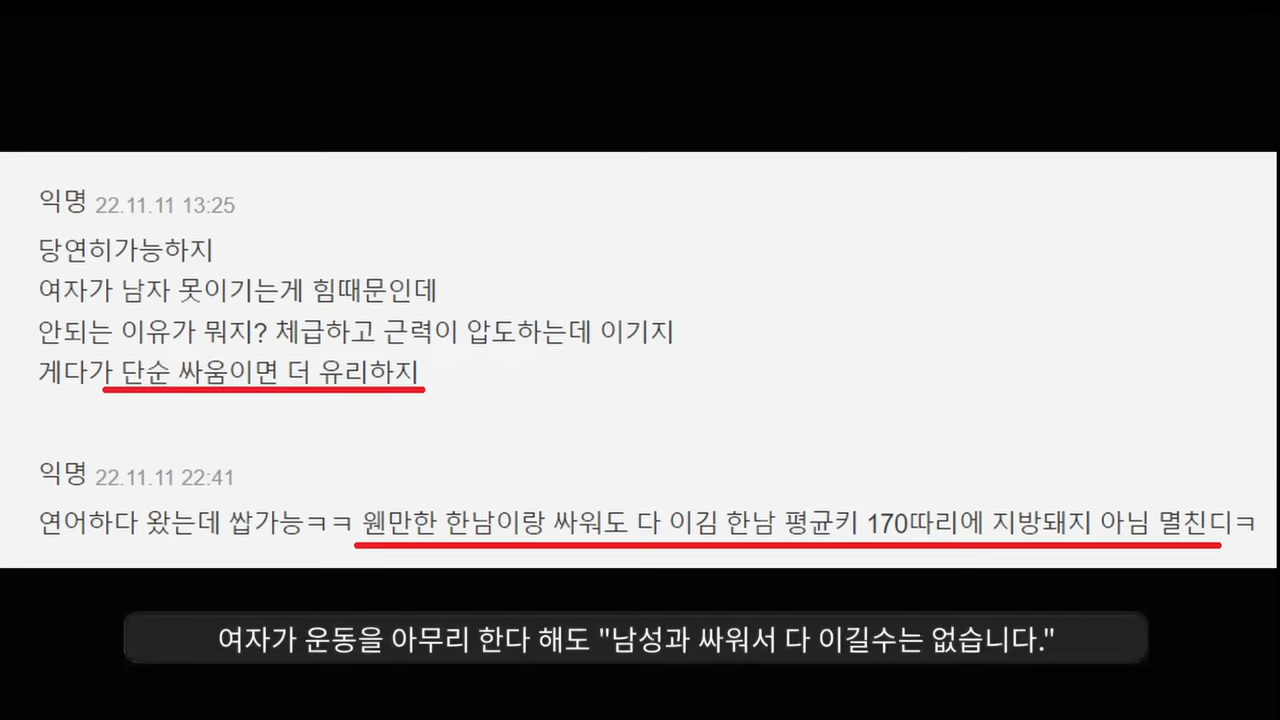 익명 22.11.11 13:25
당연히가능하지
여자가 남자 못이기는게 힘때문인데
안되는 이유가 뭐지? 체급하고 근력이 압도하는데 이기지
게다가 단순 싸움이면 더 유리하지
익명 22.11.11 22:41
연어하다 왔는데 쌉가능ㅋㅋ 웬만한 한남이랑 싸워도 다 이김 한남 평균키 170따리에 지방돼지 아님 멸친디ㅋ
여자가 운동을 아무리 한다 해도 "남성과 싸워서 다 이길수는 없습니다."